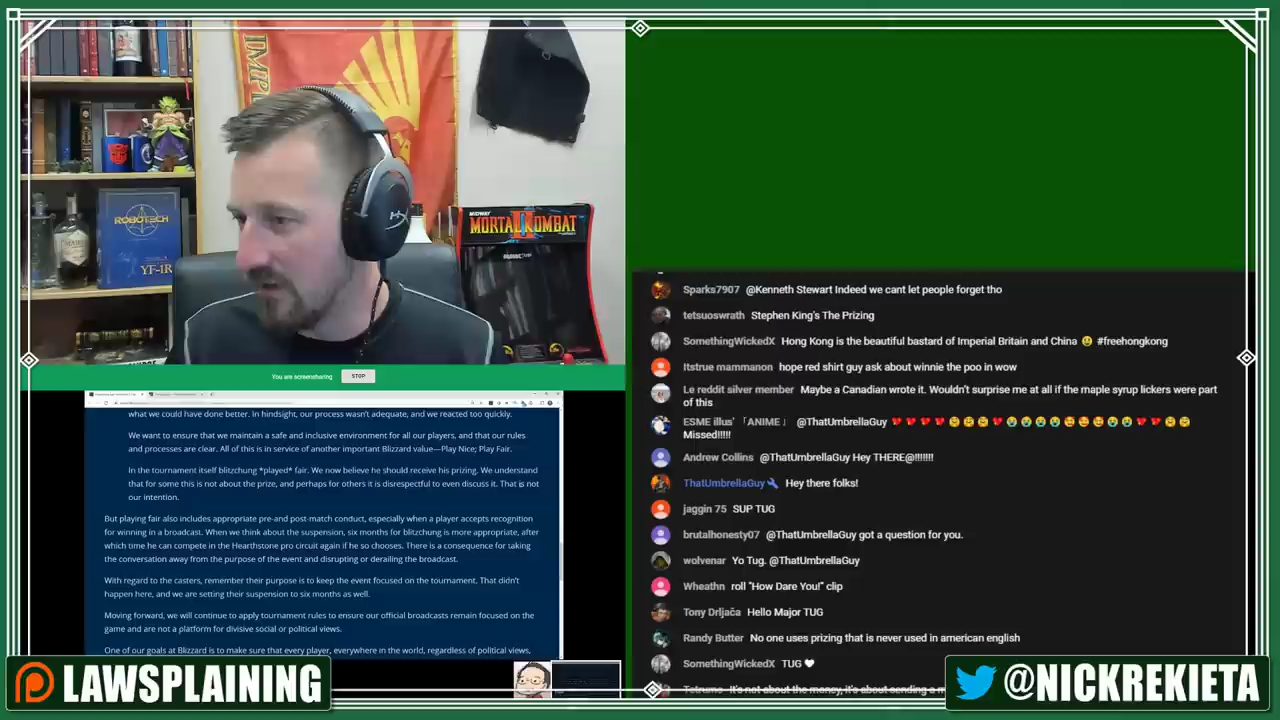 IMP
ROBOTECH
YF-1R
MIDWAY
MORTAL KOMBAT
II
You are screensharing
STOP
what we could have done better. In hindsight, our process wasn't adequate, and we reacted too quickly.
We want to ensure that we maintain a safe and inclusive environment for all our players, and that our rules
and processes are clear. All of this is in service of another important Blizzard value—Play Nice; Play Fair.
In the tournament itself blitzchung *played* fair. We now believe he should receive his prizing. We understand
that for some this is not about the prize, and perhaps for others it is disrespectful to even discuss it. That is not
our intention.
But playing fair also includes appropriate pre-and post-match conduct, especially when a player accepts recognition
for winning in a broadcast. When we think about the suspension, six months for blitzchung is more appropriate, after
which time he can compete in the Hearthstone pro circuit again if he so chooses. There is a consequence for taking
the conversation away from the purpose of the event and disrupting or derailing the broadcast.
With regard to the casters, remember their purpose is to keep the event focused on the tournament. That didn't
happen here, and we are setting their suspension to six months as well.
Moving forward, we will continue to apply tournament rules to ensure our official broadcasts remain focused on the
game and are not a platform for divisive social or political views.
One of our goals at Blizzard is to make sure that every player, everywhere in the world, regardless of political views,
Sparks7907 @Kenneth Stewart Indeed we cant let people forget tho
tetsuoswrath Stephen King's The Prizing
SomethingWickedX Hong Kong is the beautiful bastard of Imperial Britain and China 😢 #freehongkong
Itstrue mammanon hope red shirt guy ask about winnie the poo in wow
Le reddit silver member Maybe a Canadian wrote it. Wouldn't surprise me at all if the maple syrup lickers were part
of this
ESME illus' 「ANIME」 @ThatUmbrellaGuy
Missed!!!!!
Andrew Collins @ThatUmbrellaGuy Hey THERE@!!!!!!!
ThatUmbrellaGuy Hey there folks!
jaggin 75 SUP TUG
brutalhonesty07 @ThatUmbrellaGuy got a question for you.
wolvenar Yo Tug. @ThatUmbrellaGuy
Wheathn roll "How Dare You!" clip
Tony Drljača Hello Major TUG
Randy Butter No one uses prizing that is never used in american english
SomethingWickedX TUG ❤
It's not about the money, it's about sending a
LAWSPLAINING
@NICKREKIETA